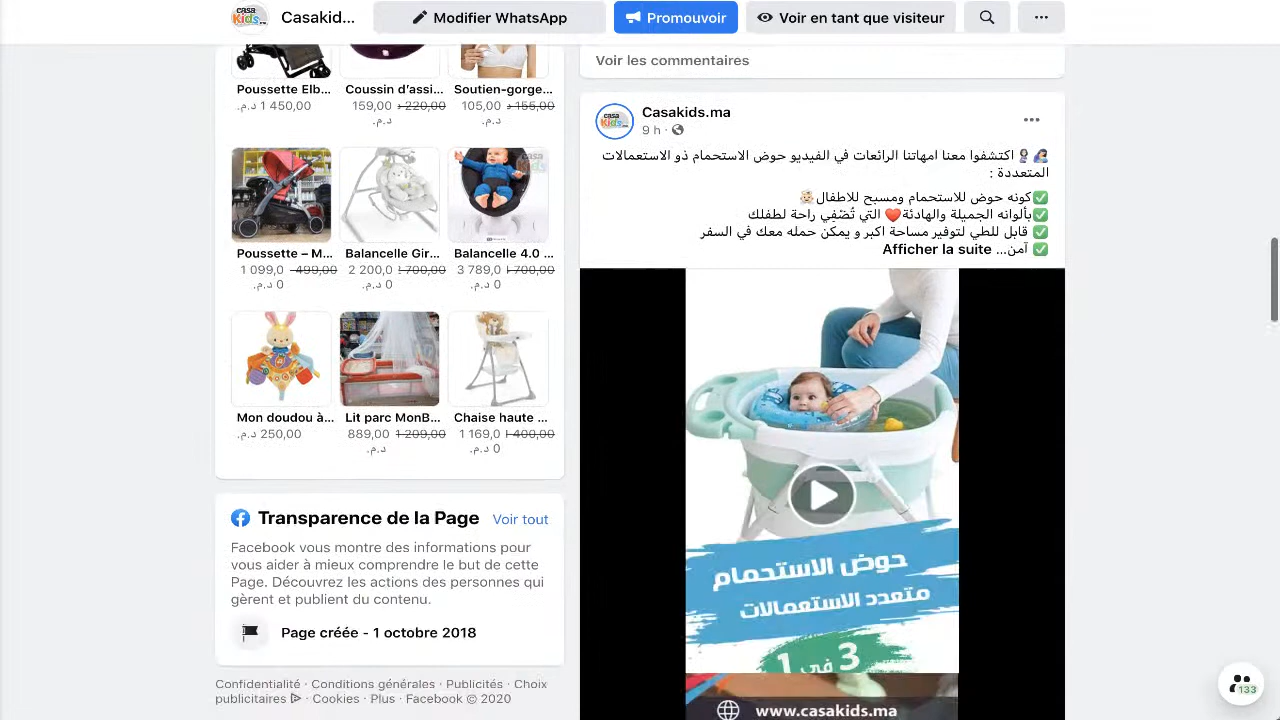 Casakid...
Modifier WhatsApp
Promouvoir
Voir en tant que visiteur
Poussette Elb...
1 450,00 د.م.
Coussin d'assi...
159,00 220,00
د.م.
Soutien-gorge...
105,00 155,00
د.م.
Poussette – M...
1 099,0 499,00
0 د.م.
Balancelle Gir...
2 200,0 700,00
0 د.م.
Balancelle 4.0 ...
3 789,0 700,00
0 د.م.
Mon doudou à...
250,00 د.م.
Lit parc MonB...
889,00 1 209,00
د.م.
Chaise haute ...
1 169,0 400,00
0 د.م.
Transparence de la Page
Voir tout
Facebook vous montre des informations pour
vous aider à mieux comprendre le but de cette
Page. Découvrez les actions des personnes qui
gèrent et publient du contenu.
Page créée - 1 octobre 2018
Confidentialité · Conditions générales · Publicités · Choix
publicitaires · Cookies · Plus · Facebook © 2020
Voir les commentaires
Casakids.ma
9 h
اكتشفوا معنا امهاتنا الرائعات في الفيديو حوض الاستحمام ذو الاستعمالات
المتعددة :
كونه حوض للاستحمام ومسبح للاطفال
بألوانه الجميلة والهادئة التي تُضْفِي راحة لطفلك
قابل للطي لتوفير مساحة اكبر و يمكن حمله معك في السفر
آمن... Afficher la suite
حوض الاستحمام
متعدد الاستعمالات
3 في 1
www.casakids.ma
133